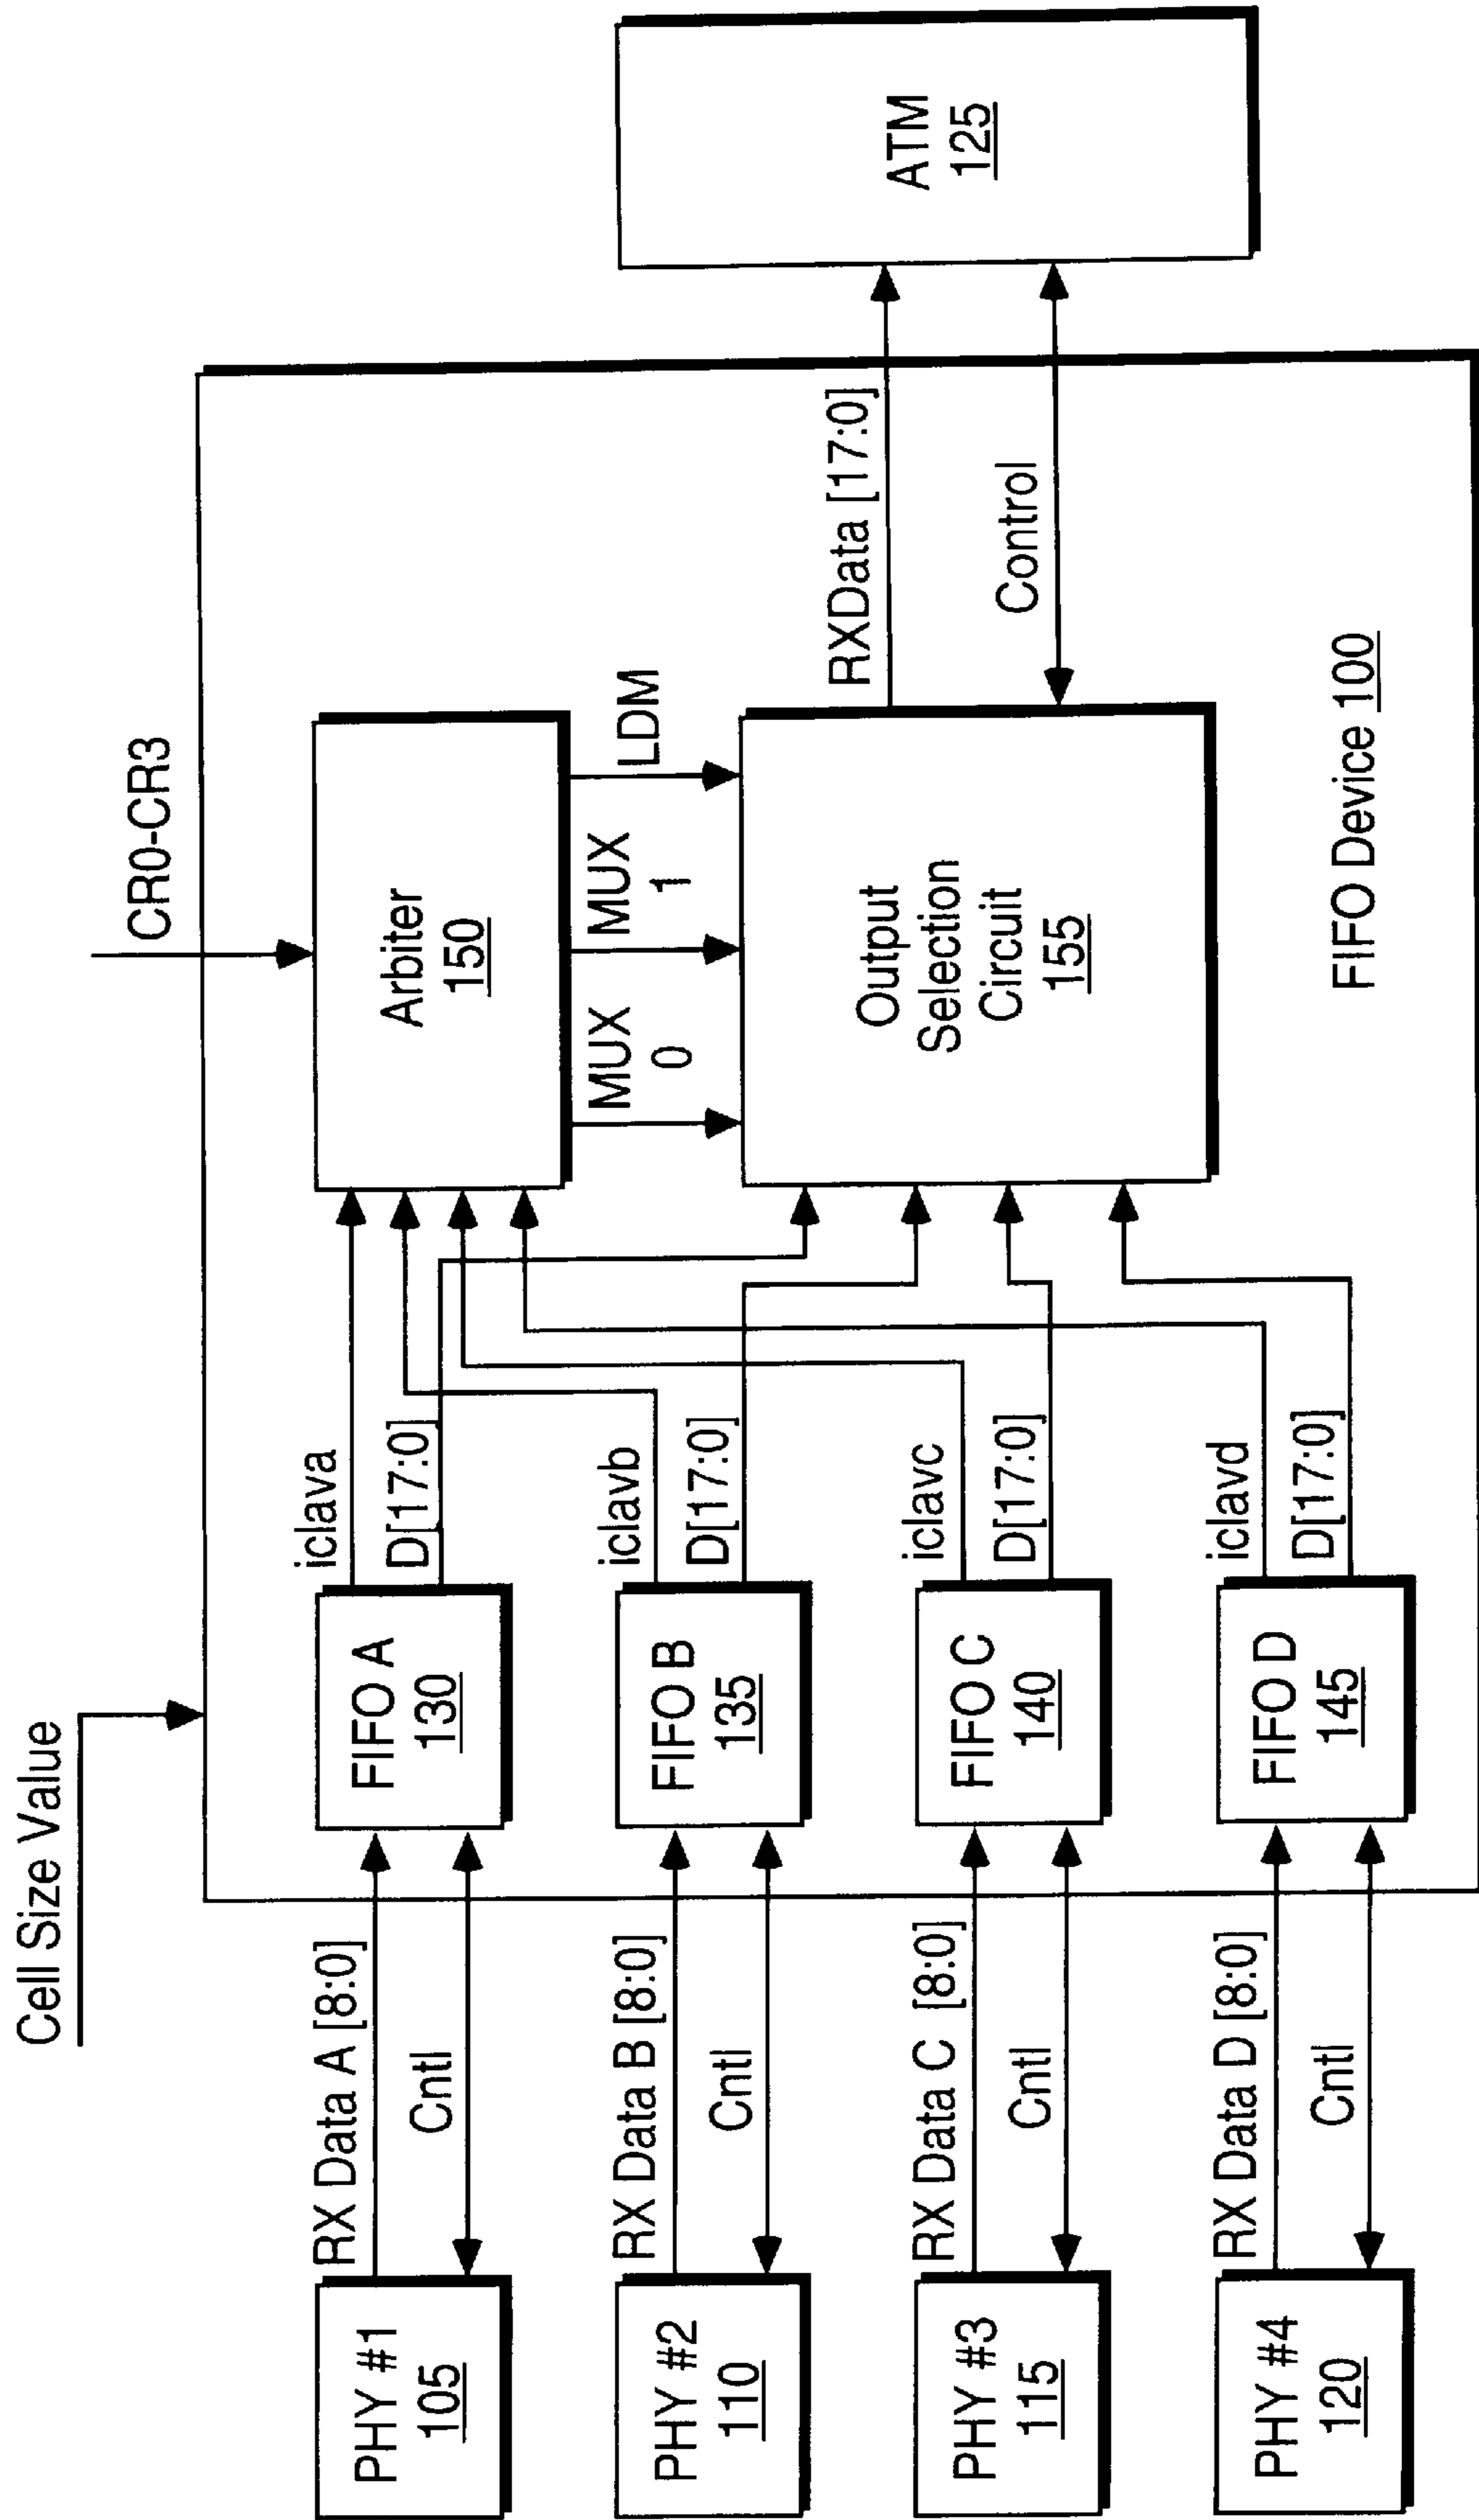 Cell Size Value
CR0-CR3
PHY #1
105
RX Data A [8:0]
Cntl
FIFO A
130
iclava
D[17:0]
Arbiter
150
MUX
0
MUX
1
LDM
PHY #2
110
RX Data B [8:0]
Cntl
FIFO B
135
iclavb
D[17:0]
Output
Selection
Circuit
155
RXData [17:0]
Control
ATM
125
PHY #3
115
RX Data C [8:0]
Cntl
FIFO C
140
iclavc
D[17:0]
PHY #4
120
RX Data D [8:0]
Cntl
FIFO D
145
iclavd
D[17:0]
FIFO Device 100